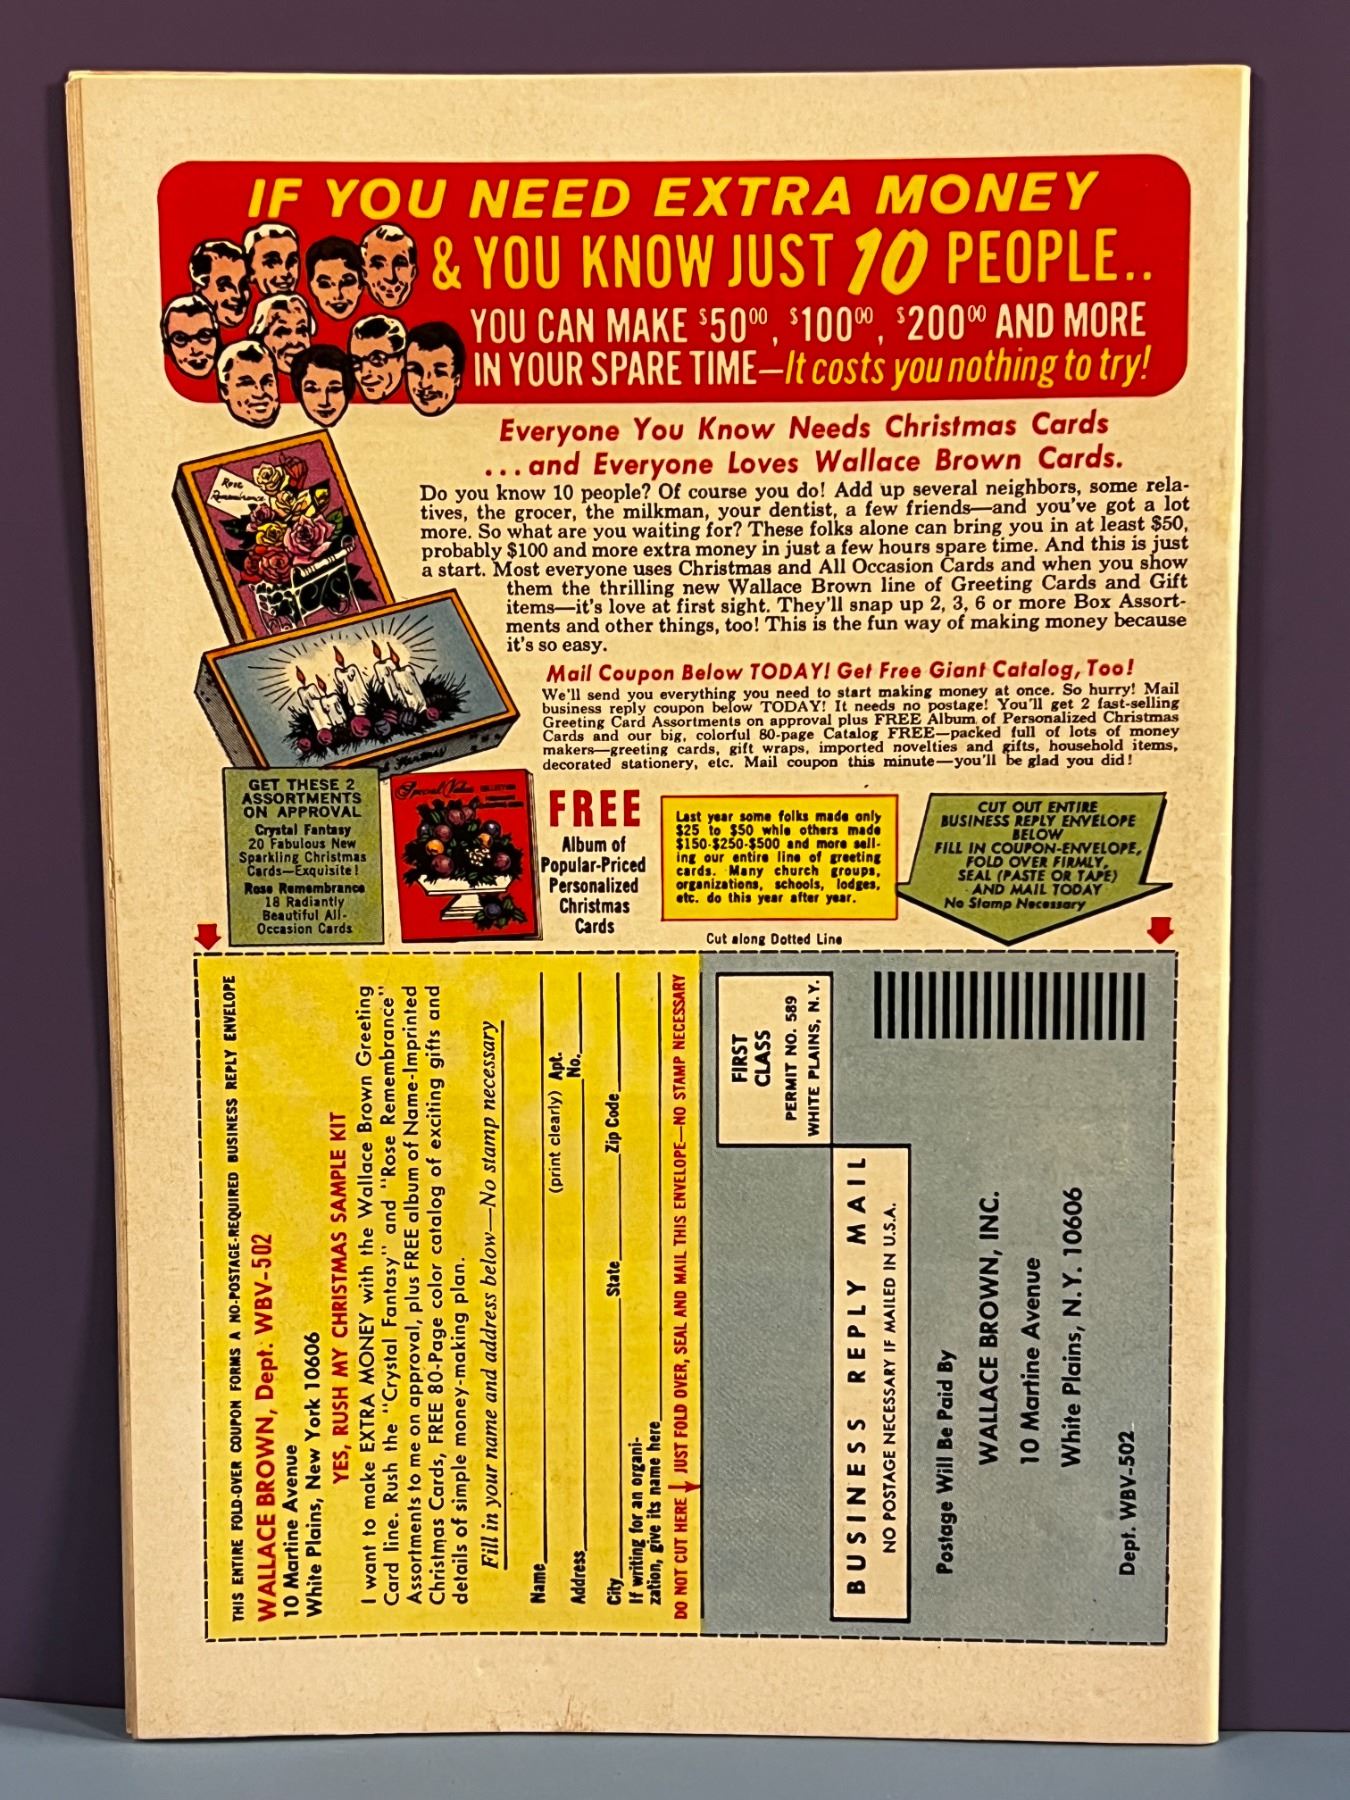 IF YOU NEED EXTRA MONEY
& YOU KNOW JUST 10 PEOPLE..
YOU CAN MAKE $50⁰⁰, $100⁰⁰, $200⁰⁰ AND MORE
IN YOUR SPARE TIME—It costs you nothing to try!
Everyone You Know Needs Christmas Cards
...and Everyone Loves Wallace Brown Cards.
Do you know 10 people? Of course you do! Add up several neighbors, some rela-
tives, the grocer, the milkman, your dentist, a few friends—and you've got a lot
more. So what are you waiting for? These folks alone can bring you in at least $50,
probably $100 and more extra money in just a few hours spare time. And this is just
a start. Most everyone uses Christmas and All Occasion Cards and when you show
them the thrilling new Wallace Brown line of Greeting Cards and Gift
items—it's love at first sight. They'll snap up 2, 3, 6 or more Box Assort-
ments and other things, too! This is the fun way of making money because
it's so easy.
Rose
Remembrance
Mail Coupon Below TODAY! Get Free Giant Catalog, Too!
We'll send you everything you need to start making money at once. So hurry! Mail
business reply coupon below TODAY! It needs no postage! You'll get 2 fast-selling
Greeting Card Assortments on approval plus FREE Album of Personalized Christmas
Cards and our big, colorful 80-page Catalog FREE—packed full of lots of money
makers—greeting cards, gift wraps, imported novelties and gifts, household items,
decorated stationery, etc. Mail coupon this minute—you'll be glad you did!
GET THESE 2
ASSORTMENTS
ON APPROVAL
Crystal Fantasy
20 Fabulous New
Sparkling Christmas
Cards—Exquisite!
Rose Remembrance
18 Radiantly
Beautiful All-
Occasion Cards
Special Value
FREE
Album of
Popular-Priced
Personalized
Christmas
Cards
Last year some folks made only
$25 to $50 while others made
$150-$250-$500 and more sell-
ing our entire line of greeting
cards. Many church groups,
organizations, schools, lodges,
etc. do this year after year.
CUT OUT ENTIRE
BUSINESS REPLY ENVELOPE
BELOW
FILL IN COUPON-ENVELOPE,
FOLD OVER FIRMLY,
SEAL (PASTE OR TAPE)
AND MAIL TODAY
No Stamp Necessary
Cut along Dotted Line
THIS ENTIRE FOLD-OVER COUPON FORMS A NO-POSTAGE-REQUIRED BUSINESS REPLY ENVELOPE
WALLACE BROWN, Dept. WBV-502
10 Martine Avenue
White Plains, New York 10606
YES, RUSH MY CHRISTMAS SAMPLE KIT
I want to make EXTRA MONEY with the Wallace Brown Greeting
Card line. Rush the "Crystal Fantasy" and "Rose Remembrance"
Assortments to me on approval, plus FREE album of Name-Imprinted
Christmas Cards, FREE 80-Page color catalog of exciting gifts and
details of simple money-making plan.
Fill in your name and address below—No stamp necessary
Name (print clearly)
Address Apt. No.
City State Zip Code
If writing for an organi-
zation, give its name here
DO NOT CUT HERE JUST FOLD OVER, SEAL AND MAIL THIS ENVELOPE—NO STAMP NECESSARY
FIRST
CLASS
PERMIT NO. 589
WHITE PLAINS, N. Y.
BUSINESS REPLY MAIL
NO POSTAGE NECESSARY IF MAILED IN U.S.A.
Postage Will Be Paid By
WALLACE BROWN, INC.
10 Martine Avenue
White Plains, N. Y. 10606
Dept. WBV-502